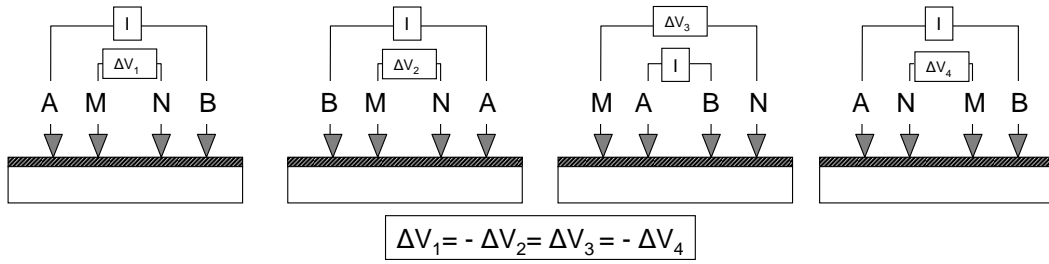 I I ΔV₃ I
ΔV₁ ΔV₂ I ΔV₄
A M N B B M N A M A B N A N M B
ΔV₁= - ΔV₂= ΔV₃ = - ΔV₄